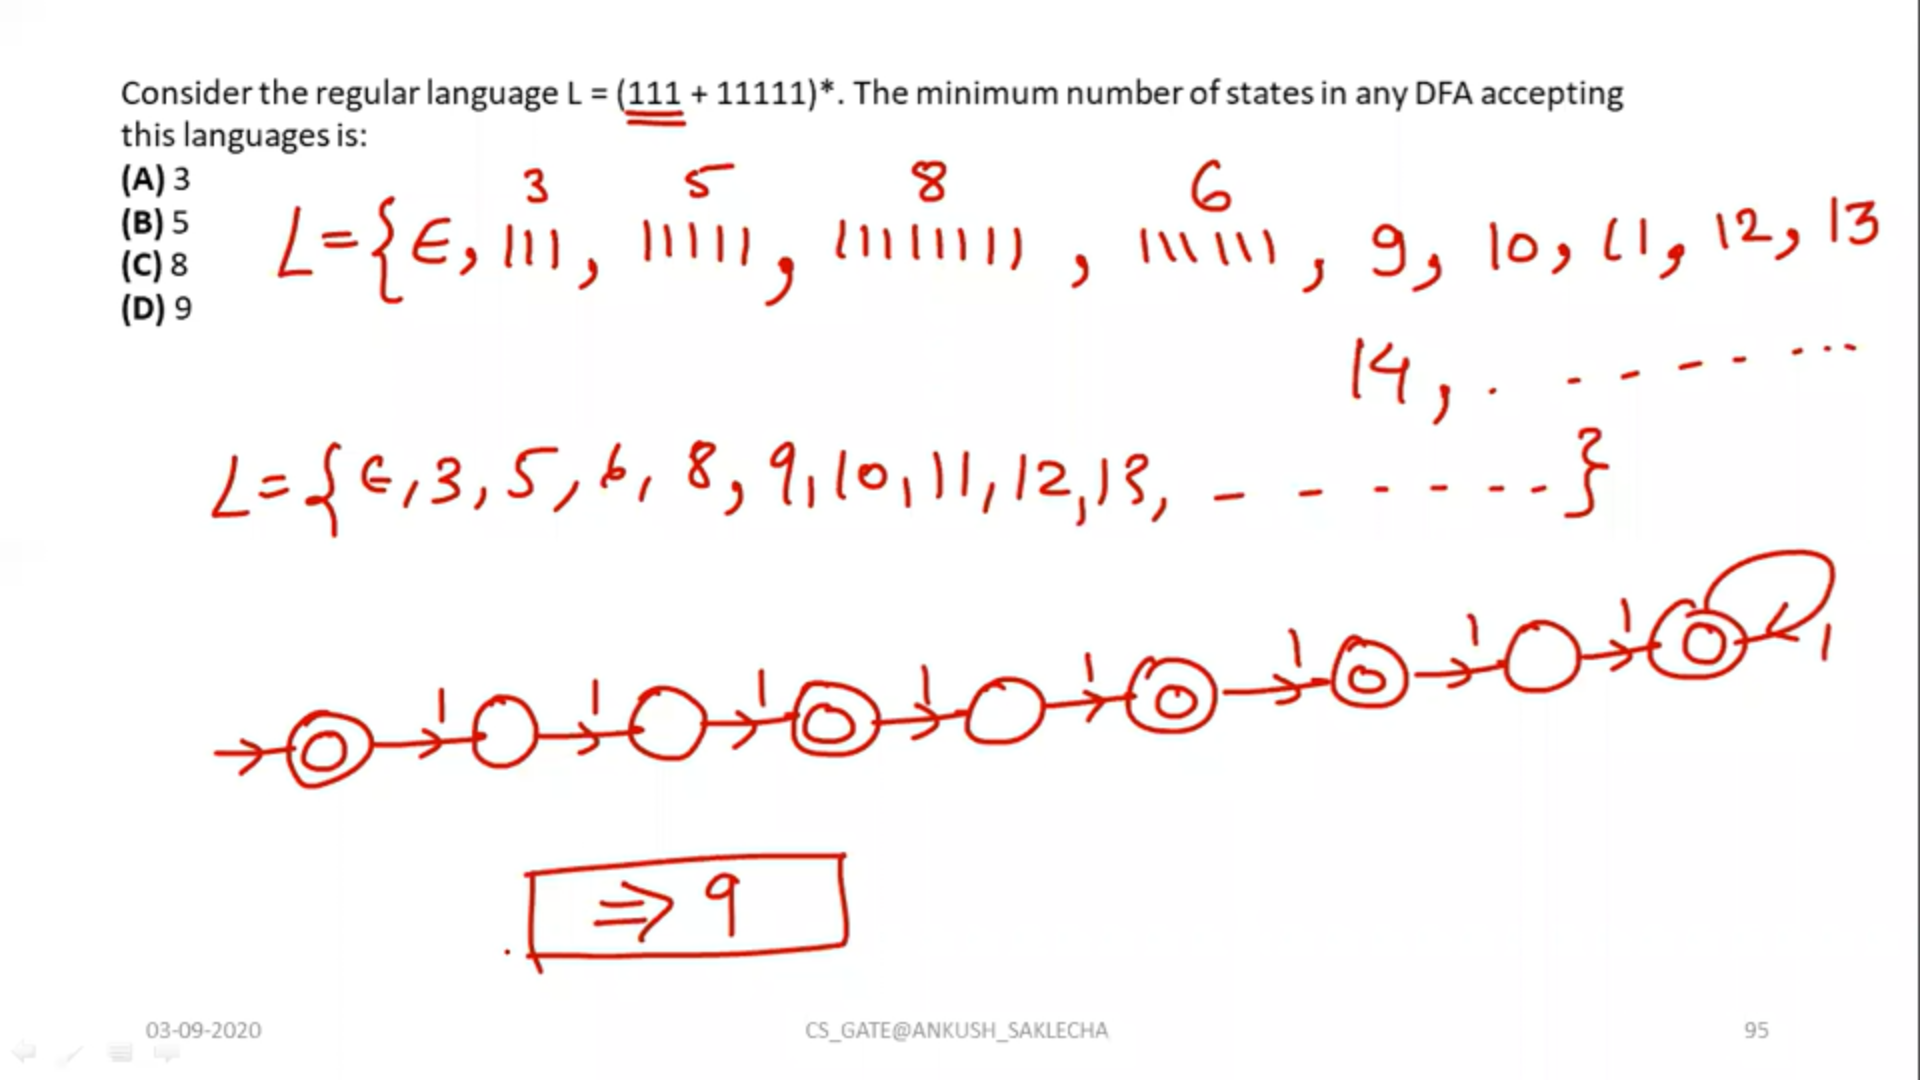 Consider the regular language L = (111 + 11111)*. The minimum number of states in any DFA accepting
this languages is:
(A) 3
(B) 5
(C) 8
(D) 9
3 5 8 6
L={ϵ, 111, 11111, 11111111, 111111, 9, 10, 11, 12, 13
14, . - - - - - - ...
L={ϵ, 3, 5, 6, 8, 9, 10, 11, 12, 13, - - - - - - -}
1 1 1 1 1 1 1 1 1
⇒ 9
03-09-2020 CS_GATE@ANKUSH_SAKLECHA 95